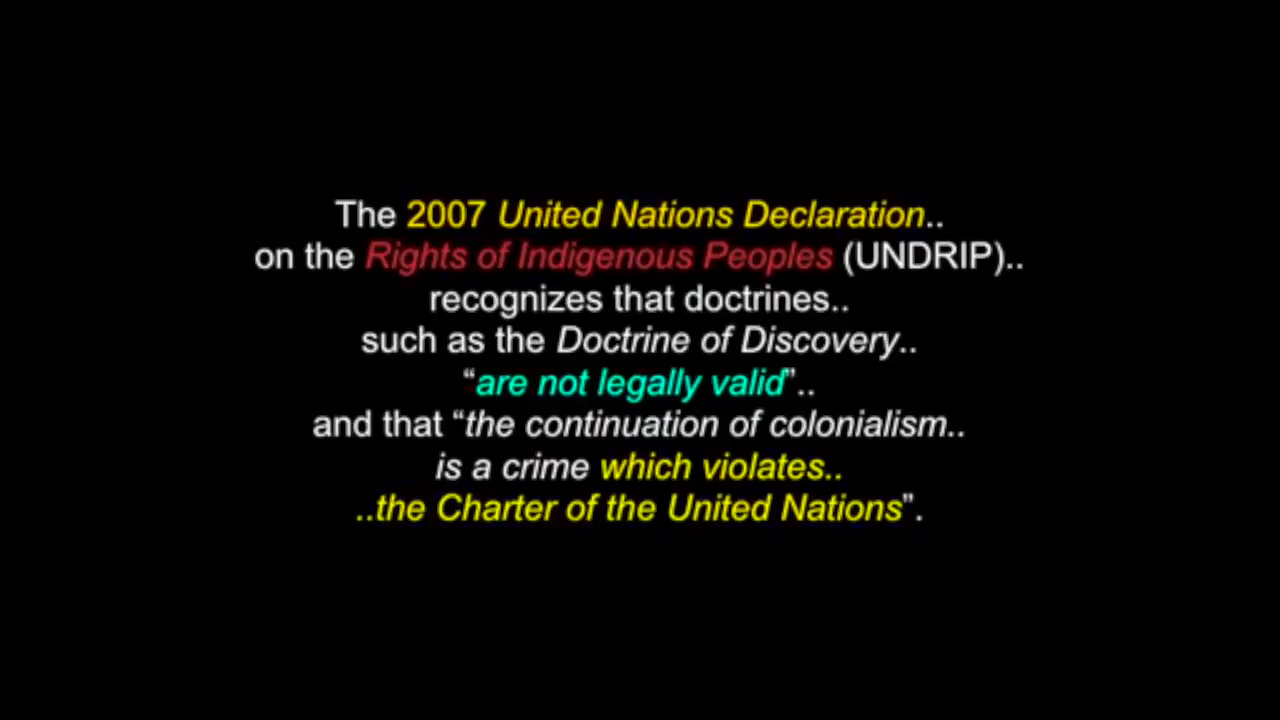 The 2007 United Nations Declaration..
on the Rights of Indigenous Peoples (UNDRIP)..
recognizes that doctrines..
such as the Doctrine of Discovery..
“are not legally valid”..
and that “the continuation of colonialism..
is a crime which violates..
..the Charter of the United Nations”.